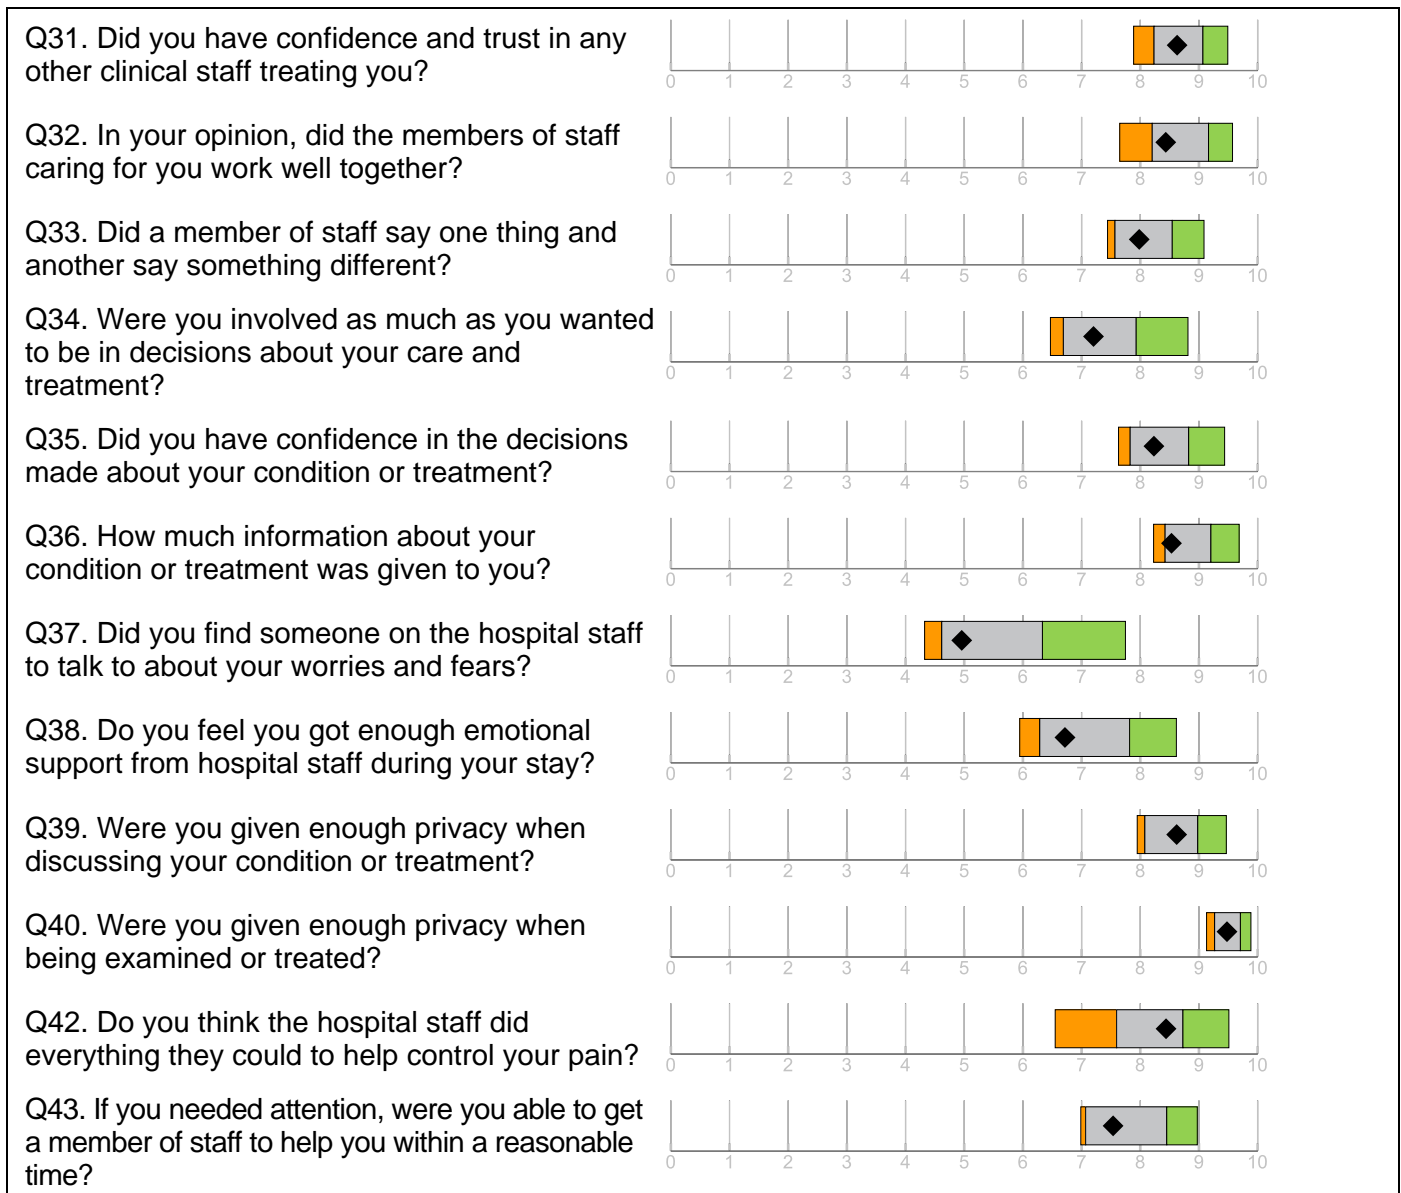 Q31. Did you have confidence and trust in any
other clinical staff treating you?
0 1 2 3 4 5 6 7 8 9 10
Q32. In your opinion, did the members of staff
caring for you work well together?
0 1 2 3 4 5 6 7 8 9 10
Q33. Did a member of staff say one thing and
another say something different?
0 1 2 3 4 5 6 7 8 9 10
Q34. Were you involved as much as you wanted
to be in decisions about your care and
treatment?
0 1 2 3 4 5 6 7 8 9 10
Q35. Did you have confidence in the decisions
made about your condition or treatment?
0 1 2 3 4 5 6 7 8 9 10
Q36. How much information about your
condition or treatment was given to you?
0 1 2 3 4 5 6 7 8 9 10
Q37. Did you find someone on the hospital staff
to talk to about your worries and fears?
0 1 2 3 4 5 6 7 8 9 10
Q38. Do you feel you got enough emotional
support from hospital staff during your stay?
0 1 2 3 4 5 6 7 8 9 10
Q39. Were you given enough privacy when
discussing your condition or treatment?
0 1 2 3 4 5 6 7 8 9 10
Q40. Were you given enough privacy when
being examined or treated?
0 1 2 3 4 5 6 7 8 9 10
Q42. Do you think the hospital staff did
everything they could to help control your pain?
0 1 2 3 4 5 6 7 8 9 10
Q43. If you needed attention, were you able to get
a member of staff to help you within a reasonable
time?
0 1 2 3 4 5 6 7 8 9 10